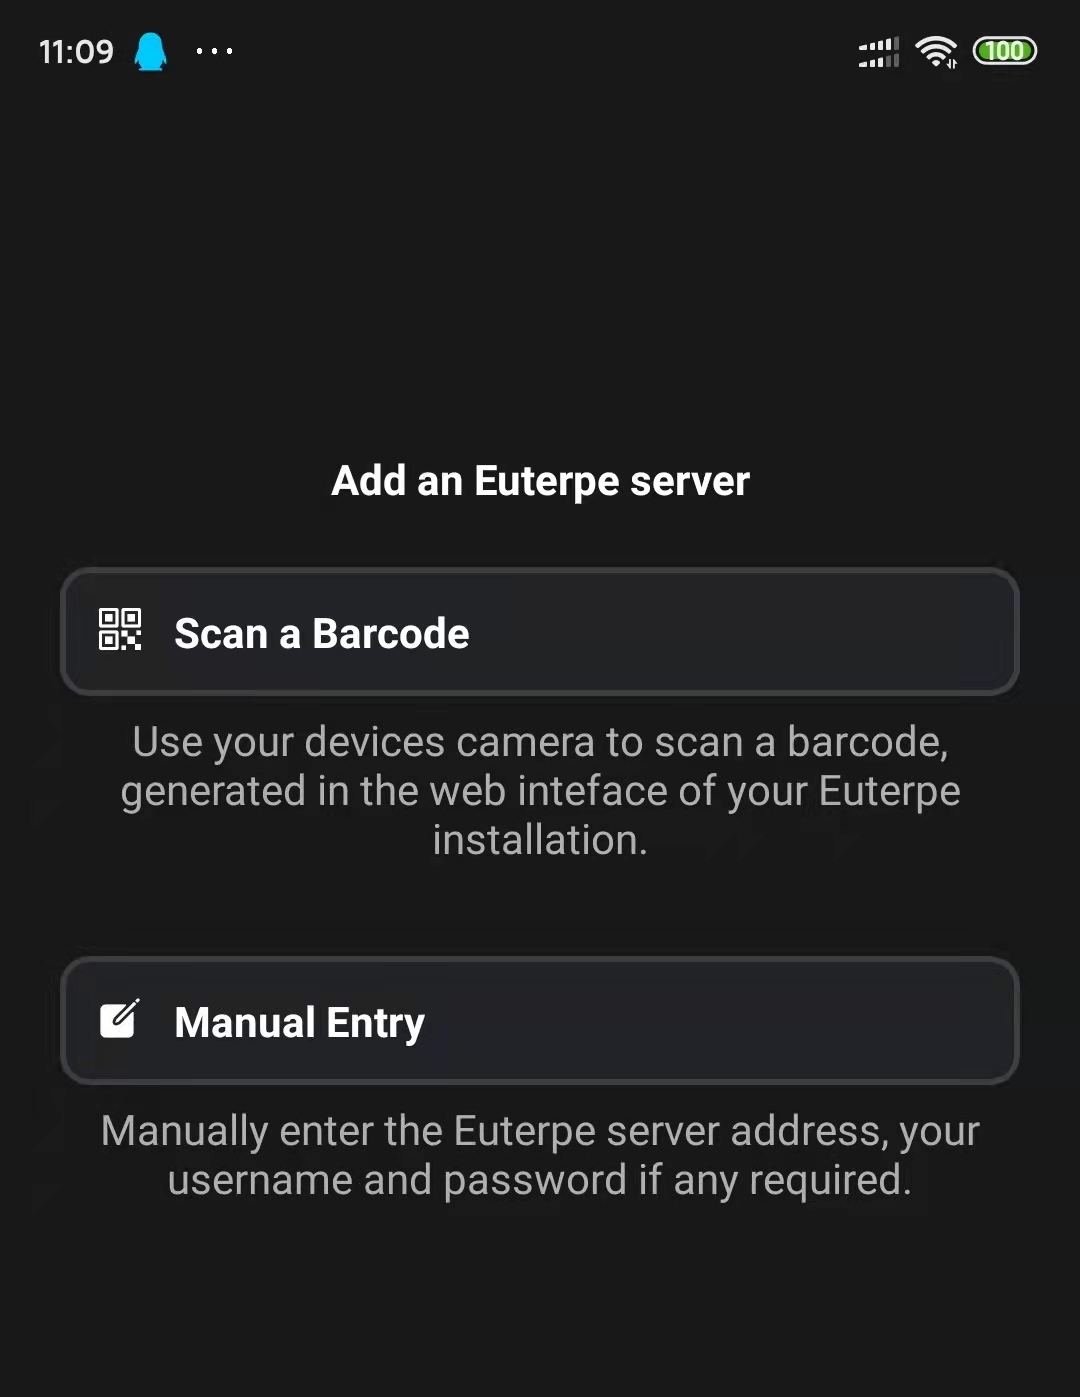 11:09
100
Add an Euterpe server
Scan a Barcode
Use your devices camera to scan a barcode,
generated in the web inteface of your Euterpe
installation.
Manual Entry
Manually enter the Euterpe server address, your
username and password if any required.